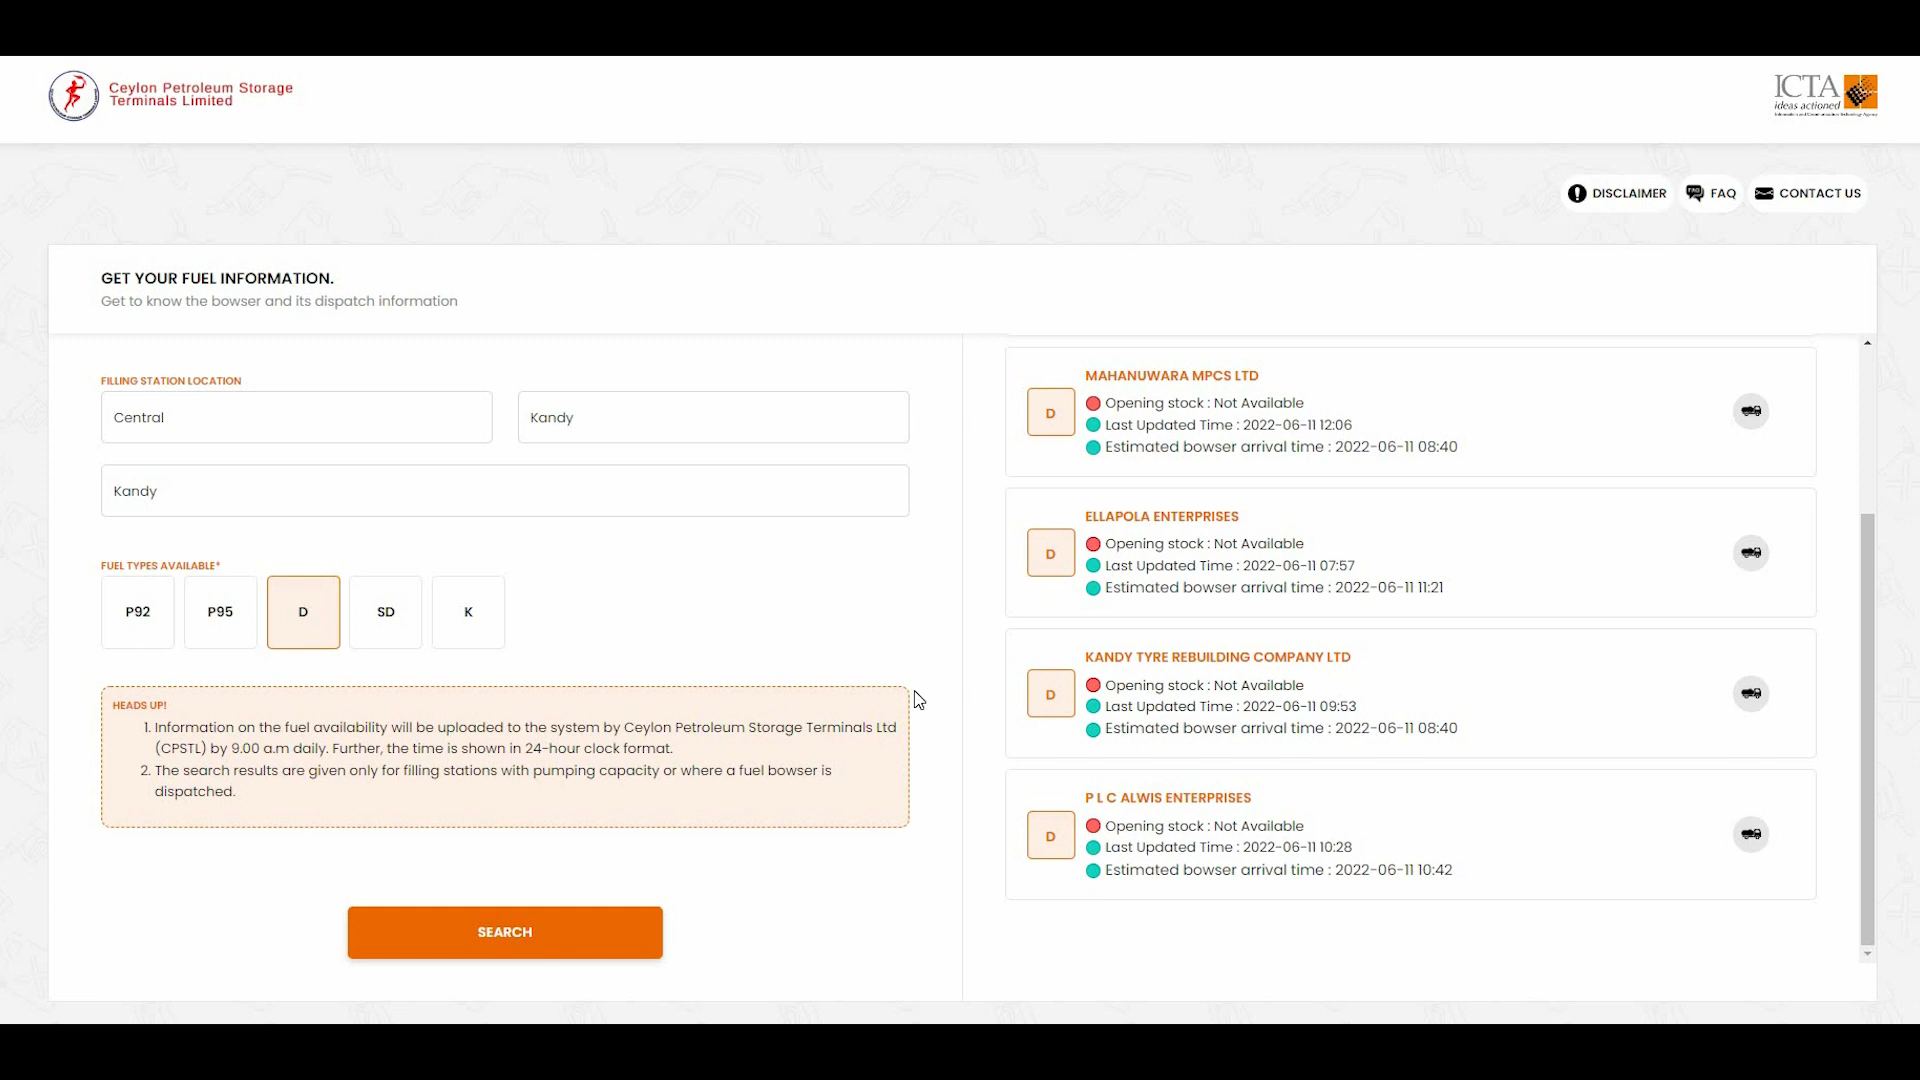 Ceylon Petroleum Storage
Terminals Limited
ICTA
ideas actioned
Information and Communication Technology Agency
DISCLAIMER
FAQ
CONTACT US
GET YOUR FUEL INFORMATION.
Get to know the bowser and its dispatch information
FILLING STATION LOCATION
Central
Kandy
Kandy
FUEL TYPES AVAILABLE*
P92
P95
D
SD
K
HEADS UP!
1. Information on the fuel availability will be uploaded to the system by Ceylon Petroleum Storage Terminals Ltd
(CPSTL) by 9.00 a.m daily. Further, the time is shown in 24-hour clock format.
2. The search results are given only for filling stations with pumping capacity or where a fuel bowser is
dispatched.
SEARCH
MAHANUWARA MPCS LTD
D
Opening stock : Not Available
Last Updated Time : 2022-06-11 12:06
Estimated bowser arrival time : 2022-06-11 08:40
ELLAPOLA ENTERPRISES
D
Opening stock : Not Available
Last Updated Time : 2022-06-11 07:57
Estimated bowser arrival time : 2022-06-11 11:21
KANDY TYRE REBUILDING COMPANY LTD
D
Opening stock : Not Available
Last Updated Time : 2022-06-11 09:53
Estimated bowser arrival time : 2022-06-11 08:40
P L C ALWIS ENTERPRISES
D
Opening stock : Not Available
Last Updated Time : 2022-06-11 10:28
Estimated bowser arrival time : 2022-06-11 10:42